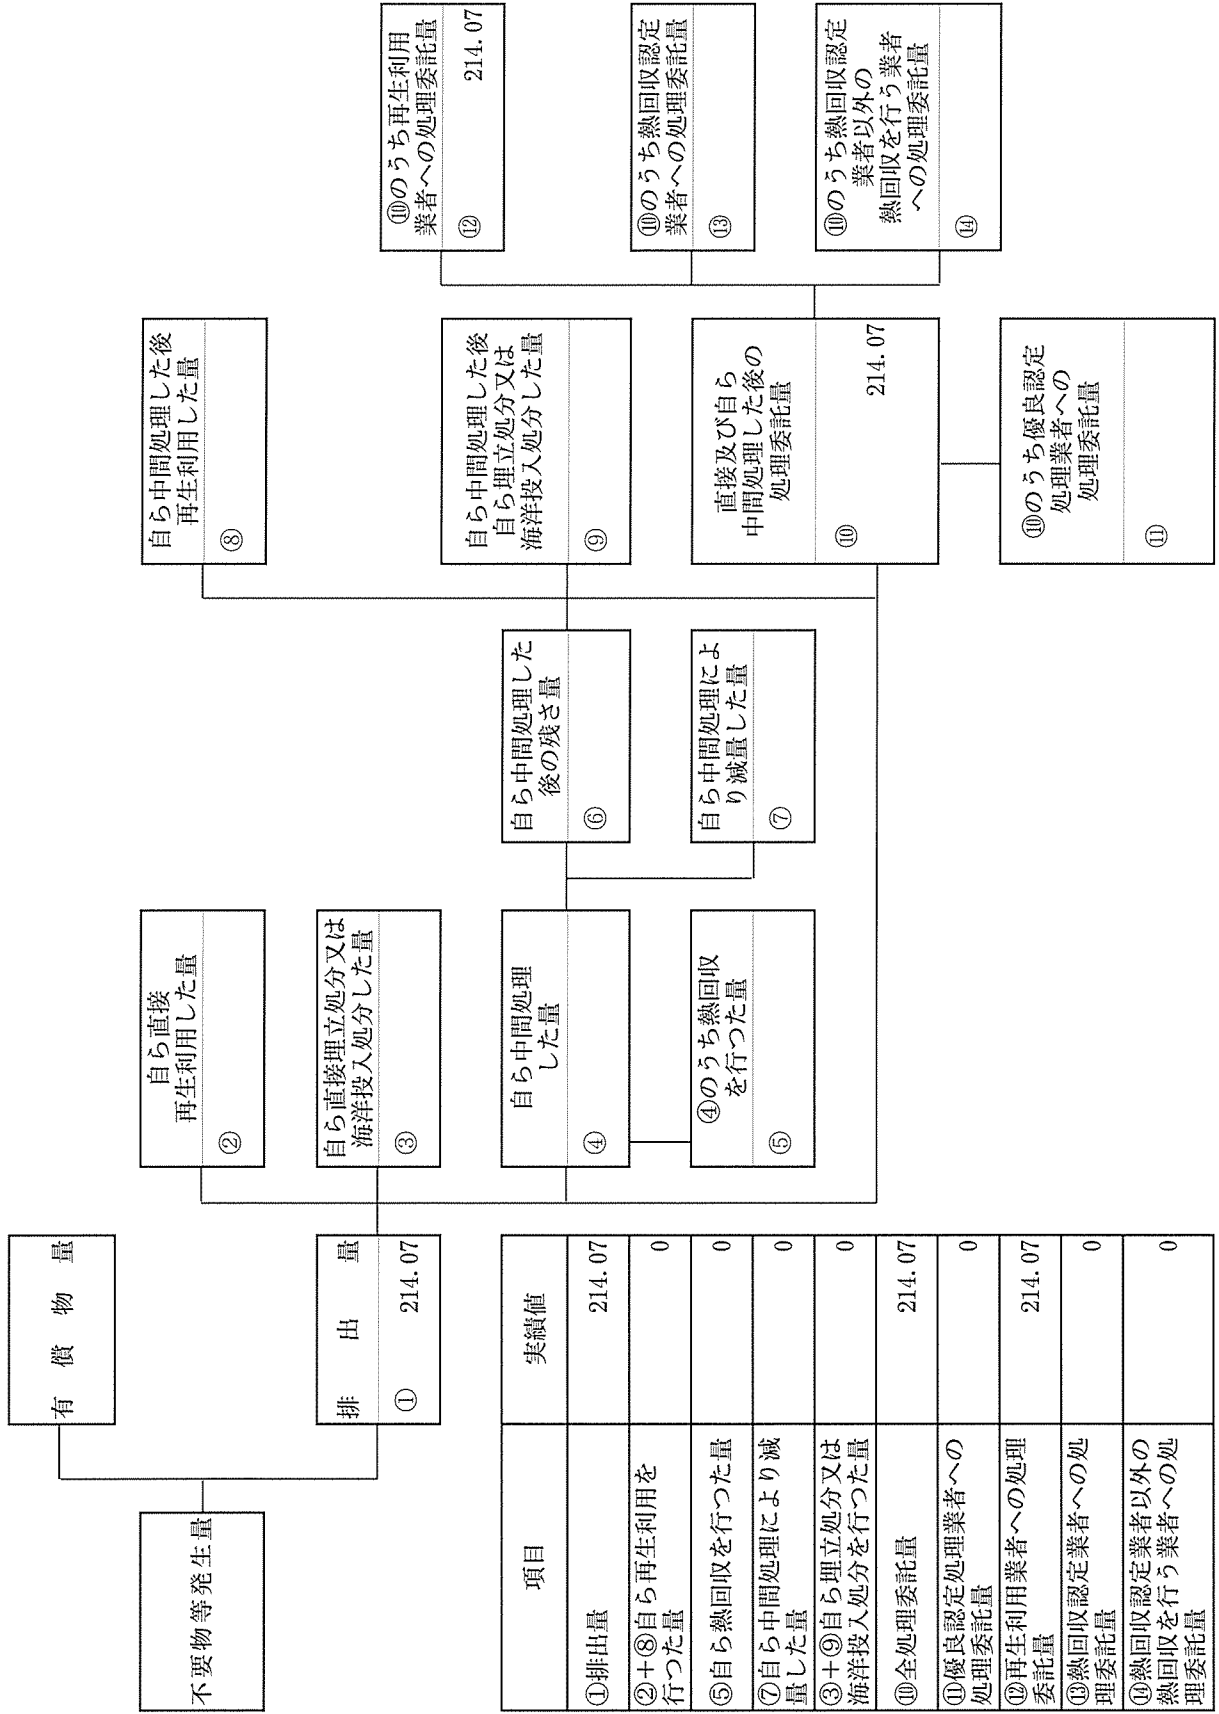 不要物等発生量
有償物量
排出量
① 214.07
自ら直接
再生利用した量
②
自ら直接埋立処分又は
海洋投入処分した量
③
自ら中間処理
した量
④
④のうち熱回収
を行つた量
⑤
自ら中間処理した
後の残さ量
⑥
自ら中間処理によ
り減量した量
⑦
自ら中間処理した後
再生利用した量
⑧
自ら中間処理した後
自ら埋立処分又は
海洋投入処分した量
⑨
直接及び自ら
中間処理した後の
処理委託量
⑩ 214.07
⑩のうち優良認定
処理業者への
処理委託量
⑪
⑩のうち再生利用
業者への処理委託量
⑫ 214.07
⑩のうち熱回収認定
業者への処理委託量
⑬
⑩のうち熱回収認定
業者以外の
熱回収を行う業者
への処理委託量
⑭
項目 実績値
①排出量 214.07
②+⑧自ら再生利用を
行つた量 0
⑤自ら熱回収を行つた量 0
⑦自ら中間処理により減
量した量 0
③+⑨自ら埋立処分又は
海洋投入処分を行つた量 0
⑩全処理委託量 214.07
⑪優良認定処理業者への
処理委託量 0
⑫再生利用業者への処理
委託量 214.07
⑬熱回収認定業者への処
理委託量 0
⑭熱回収認定業者以外の
熱回収を行う業者への処
理委託量 0